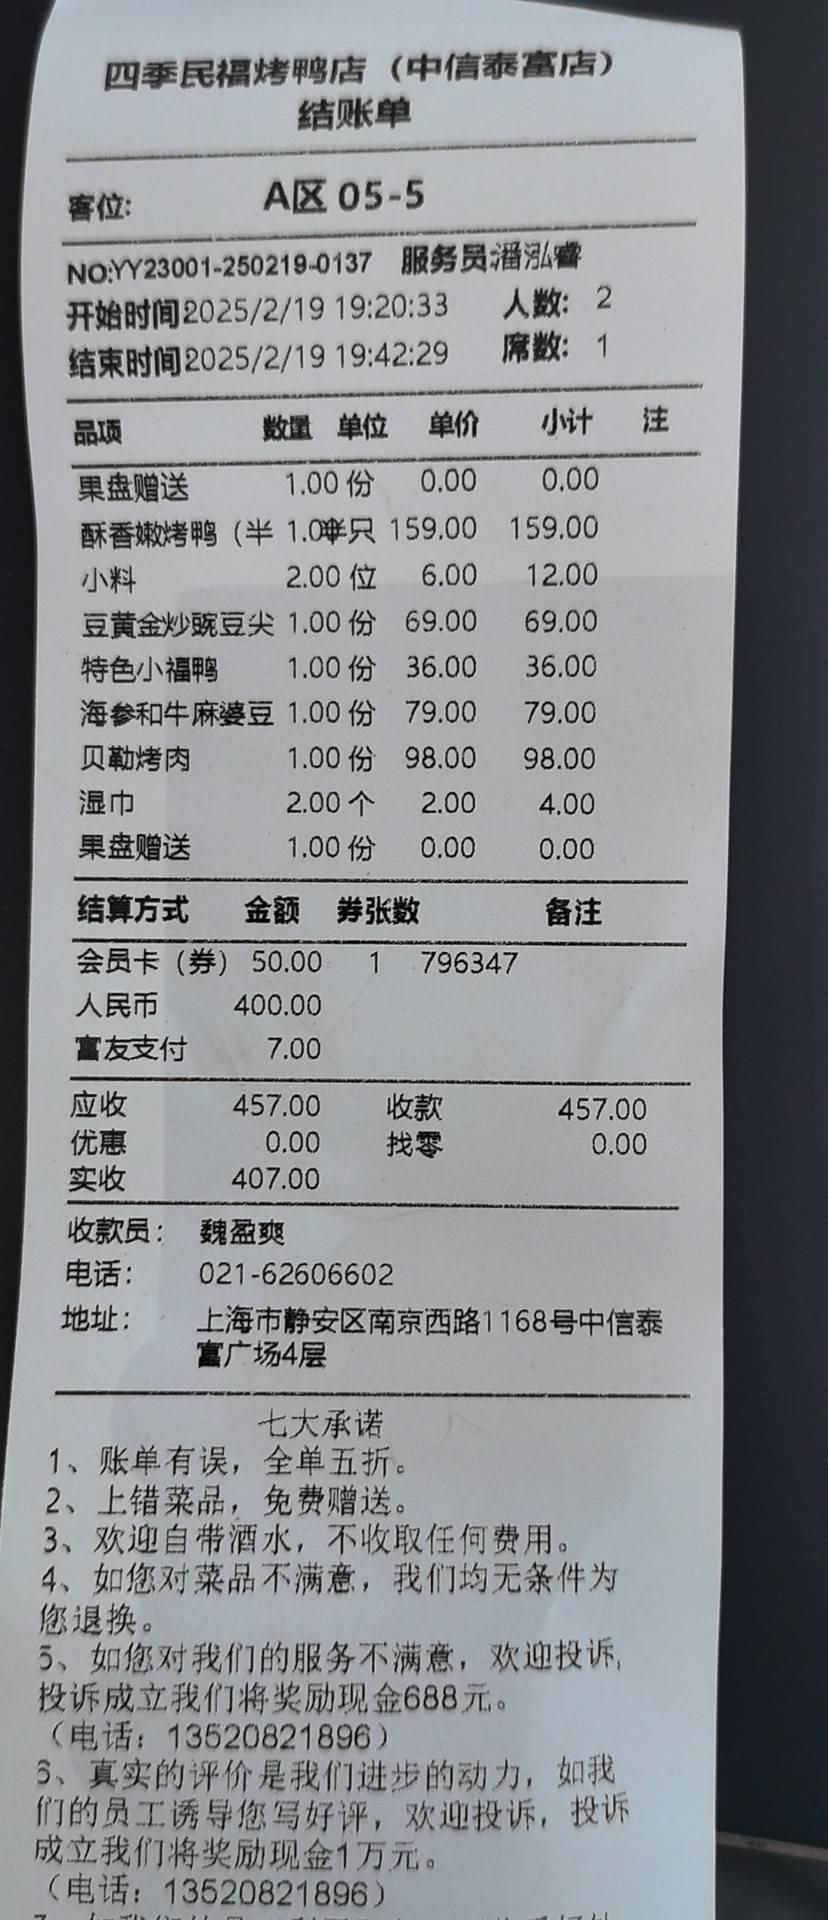 四季民福烤鸭店（中信泰富店）
结账单
客位: A区 05-5
NO:YY23001-250219-0137 服务员:潘泓睿
开始时间2025/2/19 19:20:33 人数: 2
结束时间2025/2/19 19:42:29 席数: 1
品项 数量 单位 单价 小计 注
果盘赠送 1.00 份 0.00 0.00
酥香嫩烤鸭（半 1.00半只 159.00 159.00
小料 2.00 位 6.00 12.00
豆黄金炒豌豆尖 1.00 份 69.00 69.00
特色小福鸭 1.00 份 36.00 36.00
海参和牛麻婆豆 1.00 份 79.00 79.00
贝勒烤肉 1.00 份 98.00 98.00
湿巾 2.00 个 2.00 4.00
果盘赠送 1.00 份 0.00 0.00
结算方式 金额 券张数 备注
会员卡（券） 50.00 1 796347
人民币 400.00
富友支付 7.00
应收 457.00 收款 457.00
优惠 0.00 找零 0.00
实收 407.00
收款员: 魏盈爽
电话: 021-62606602
地址: 上海市静安区南京西路1168号中信泰
富广场4层
七大承诺
1、账单有误，全单五折。
2、上错菜品，免费赠送。
3、欢迎自带酒水，不收取任何费用。
4、如您对菜品不满意，我们均无条件为
您退换。
5、如您对我们的服务不满意，欢迎投诉,
投诉成立我们将奖励现金688元。
（电话：13520821896）
6、真实的评价是我们进步的动力，如我
们的员工诱导您写好评，欢迎投诉，投诉
成立我们将奖励现金1万元。
（电话：13520821896）